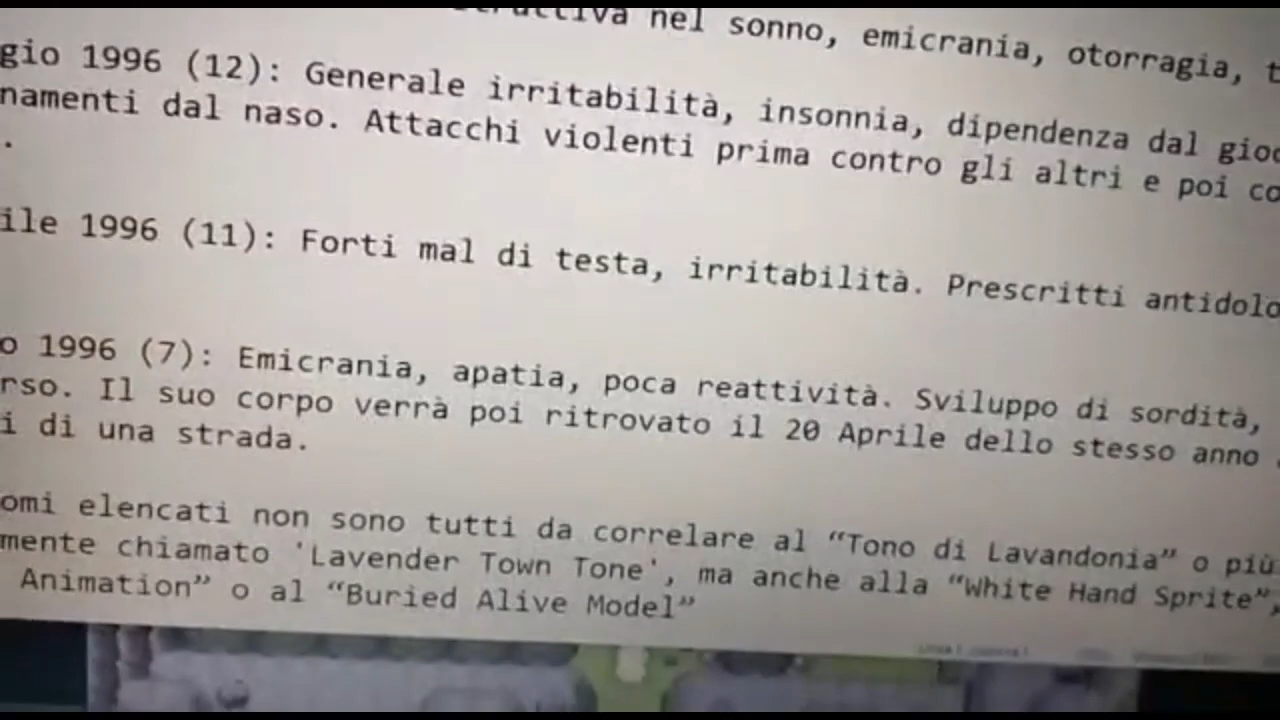 nel sonno, emicrania, otorragia,
gio 1996 (12): Generale irritabilità, insonnia, dipendenza dal gioc
namenti dal naso. Attacchi violenti prima contro gli altri e poi co
.
ile 1996 (11): Forti mal di testa, irritabilità. Prescritti antidolo
o 1996 (7): Emicrania, apatia, poca reattività. Sviluppo di sordità,
rso. Il suo corpo verrà poi ritrovato il 20 Aprile dello stesso anno
i di una strada.
omi elencati non sono tutti da correlare al “Tono di Lavandonia” o più
mente chiamato 'Lavender Town Tone', ma anche alla “White Hand Sprite”,
Animation” o al “Buried Alive Model”